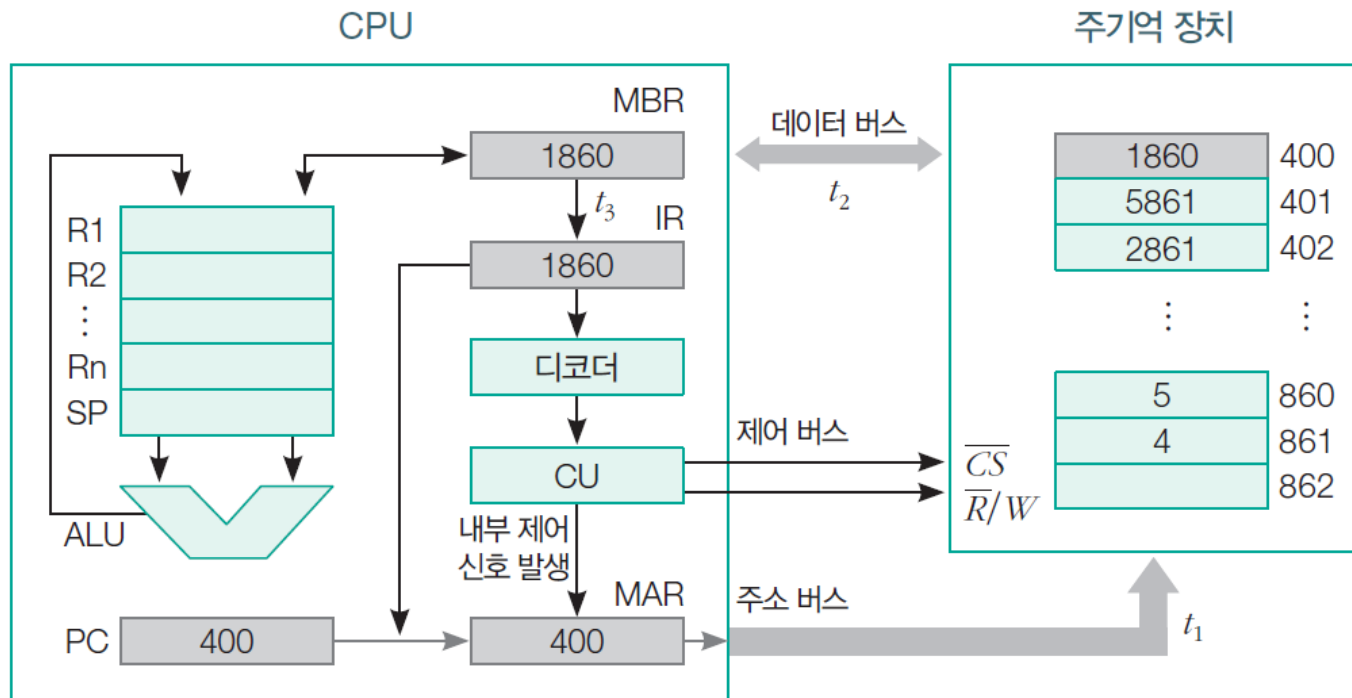 CPU
주기억 장치
MBR
1860
t₃
IR
1860
디코더
CU
내부 제어
신호 발생
MAR
400
R1
R2
⋮
Rn
SP
ALU
PC
400
데이터 버스
t₂
제어 버스
C̅S̅
R̅/W
주소 버스
t₁
1860 400
5861 401
2861 402
⋮ ⋮
5 860
4 861
862